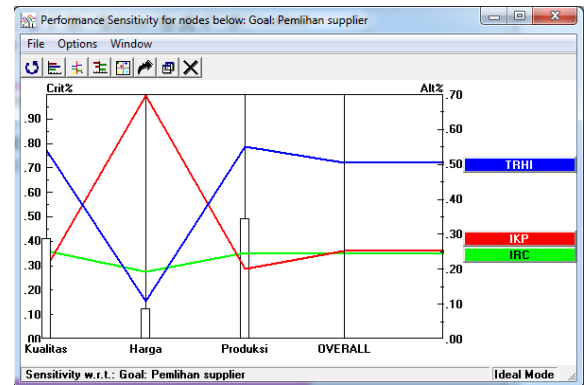 Performance Sensitivity for nodes below: Goal: Pemlihan supplier
File Options Window
Crit% Alt%
.90
.80
.70
.60
.50
.40
.30
.20
.10
.00
.70
.60
.50
.40
.30
.20
.10
.00
TRHI
IKP
IRC
Kualitas Harga Produksi OVERALL
Sensitivity w.r.t.: Goal: Pemlihan supplier Ideal Mode